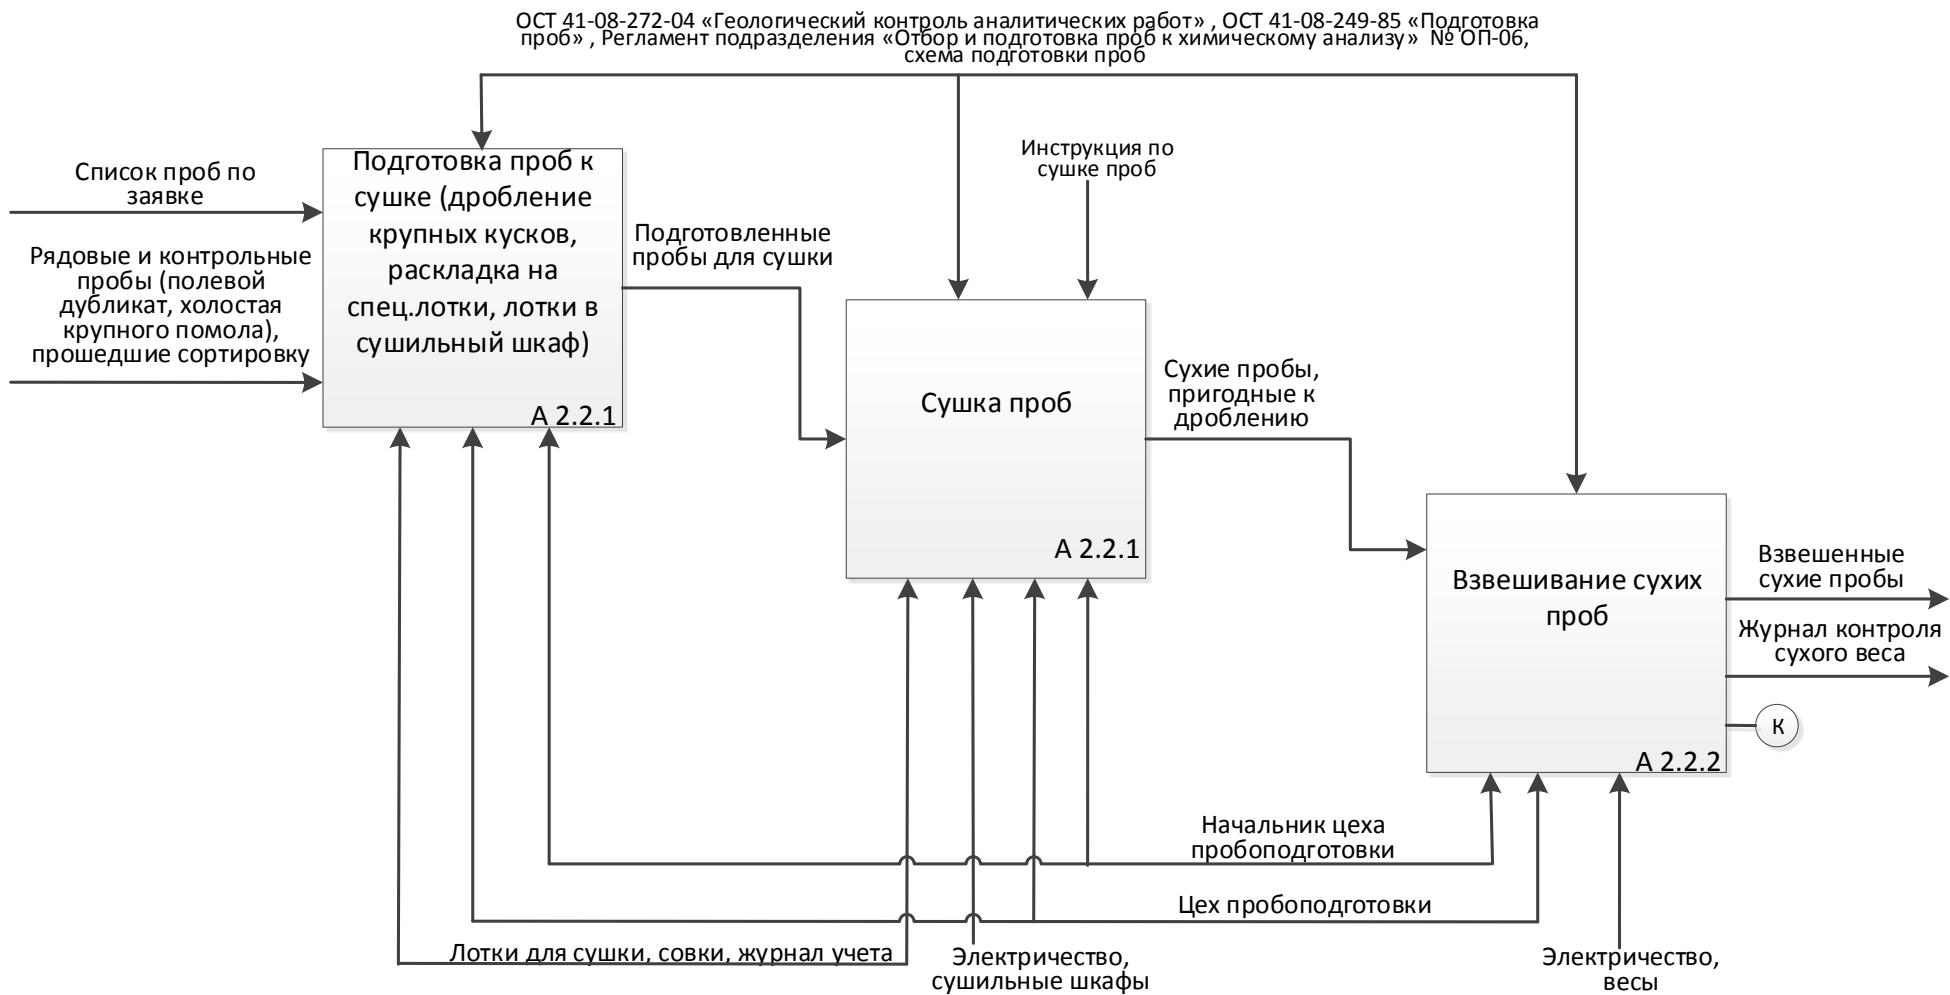 ОСТ 41-08-272-04 «Геологический контроль аналитических работ» , ОСТ 41-08-249-85 «Подготовка
проб» , Регламент подразделения «Отбор и подготовка проб к химическому анализу» № ОП-06,
схема подготовки проб
Список проб по
заявке
Рядовые и контрольные
пробы (полевой
дубликат, холостая
крупного помола),
прошедшие сортировку
Подготовка проб к
сушке (дробление
крупных кусков,
раскладка на
спец.лотки, лотки в
сушильный шкаф)
А 2.2.1
Подготовленные
пробы для сушки
Инструкция по
сушке проб
Сушка проб
А 2.2.1
Сухие пробы,
пригодные к
дроблению
Взвешивание сухих
проб
А 2.2.2
Взвешенные
сухие пробы
Журнал контроля
сухого веса
К
Начальник цеха
пробоподготовки
Цех пробоподготовки
Лотки для сушки, совки, журнал учета
Электричество,
сушильные шкафы
Электричество,
весы